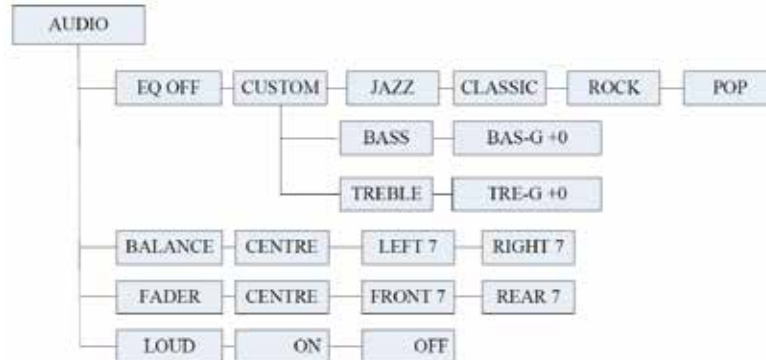 AUDIO
EQ OFF CUSTOM JAZZ CLASSIC ROCK POP
BASS BAS-G +0
TREBLE TRE-G +0
BALANCE CENTRE LEFT 7 RIGHT 7
FADER CENTRE FRONT 7 REAR 7
LOUD ON OFF